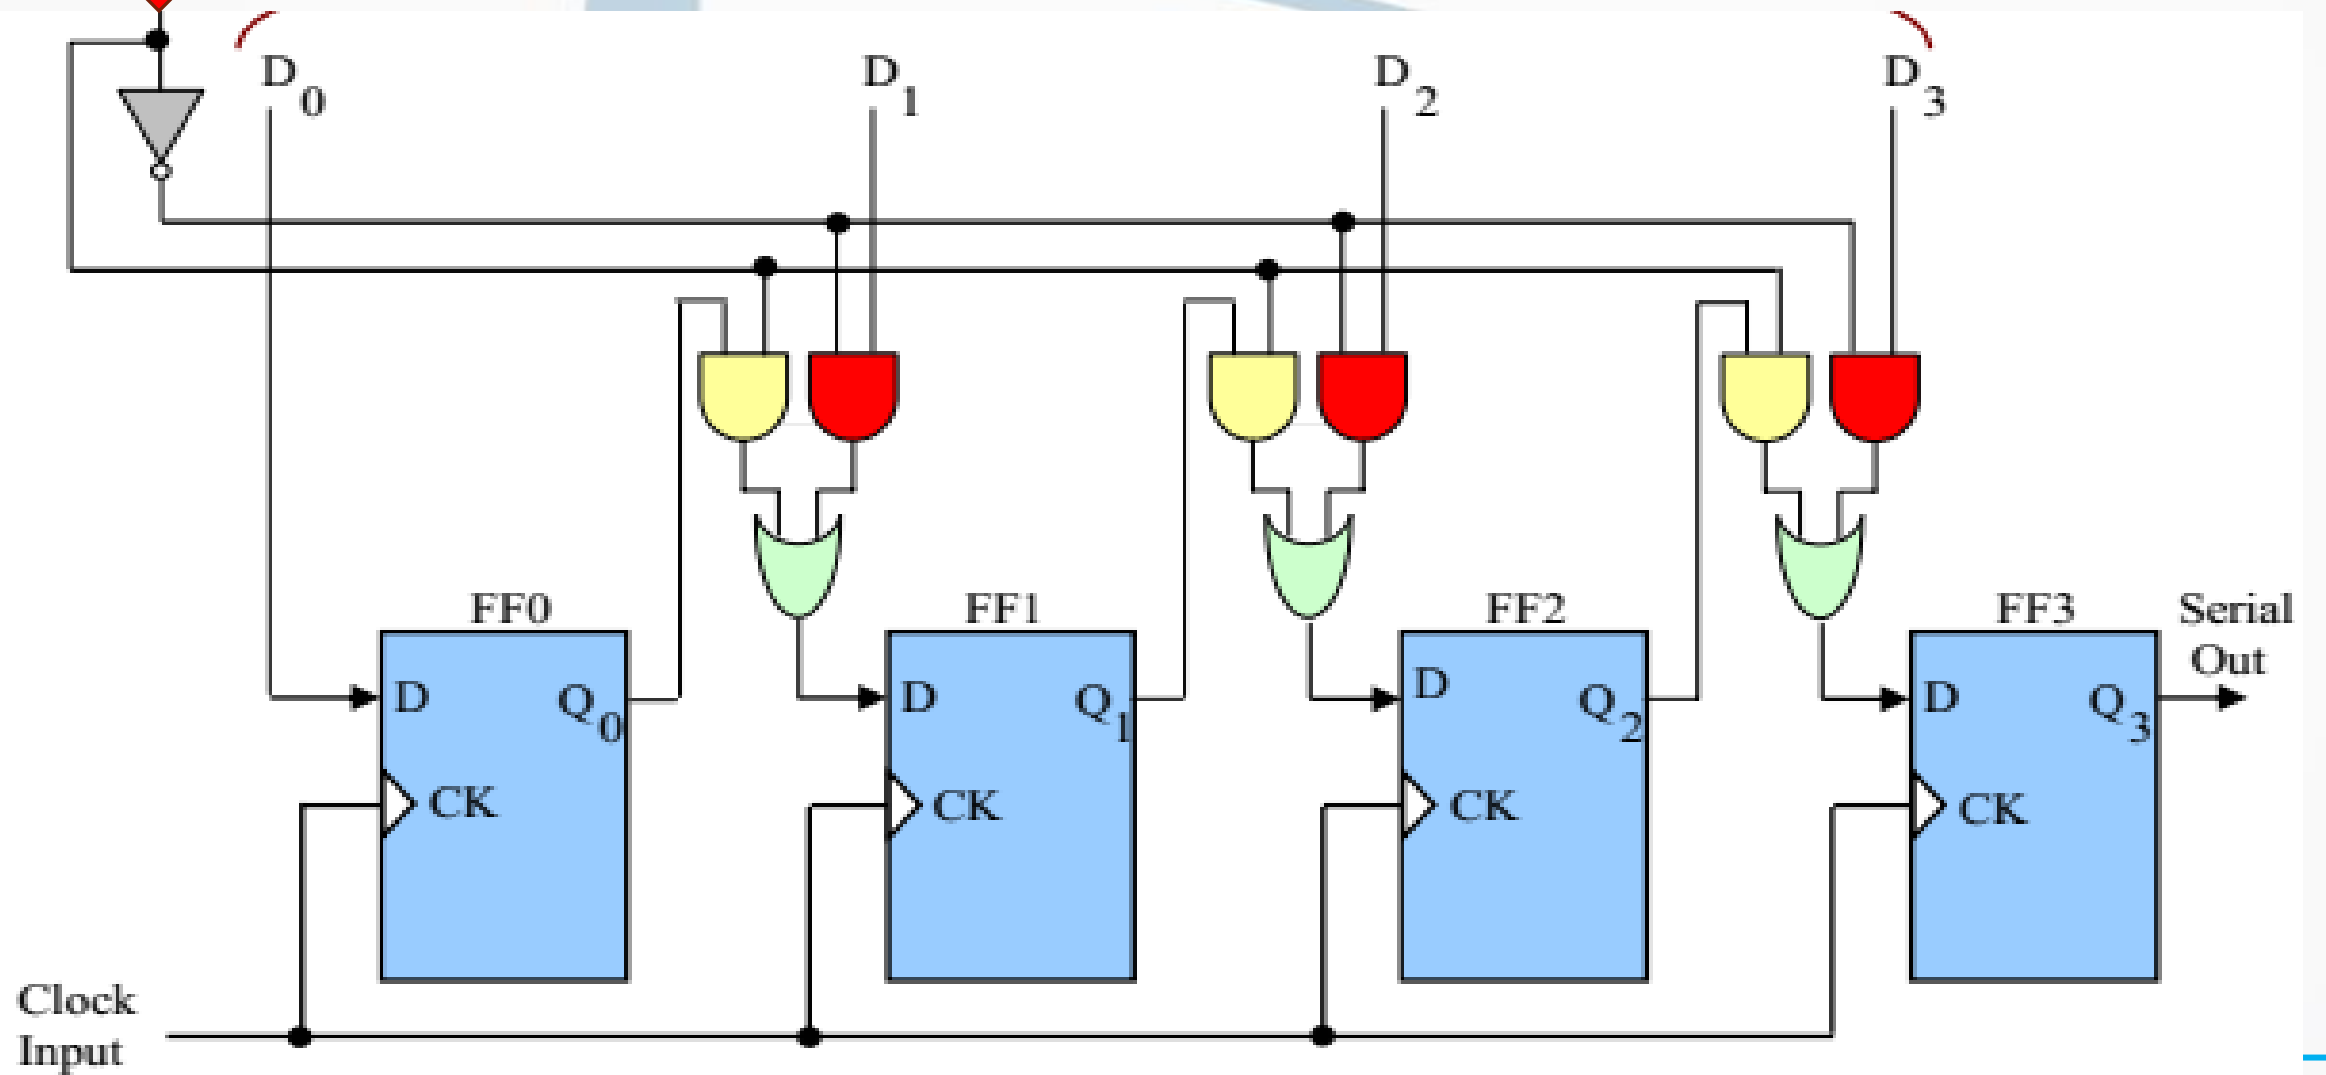 D0 D1 D2 D3
FF0 FF1 FF2 FF3 Serial
Out
D Q0 D Q1 D Q2 D Q3
CK CK CK CK
Clock
Input